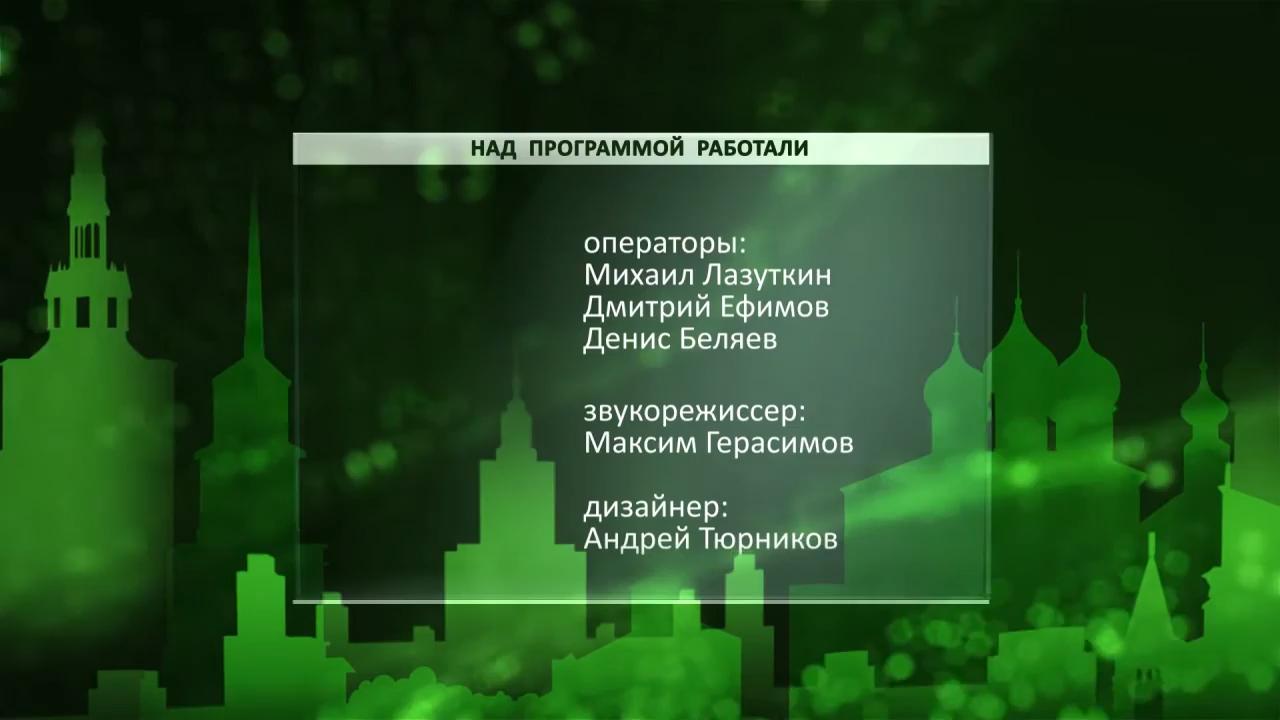 НАД ПРОГРАММОЙ РАБОТАЛИ
операторы:
Михаил Лазуткин
Дмитрий Ефимов
Денис Беляев
звукорежиссер:
Максим Герасимов
дизайнер:
Андрей Тюрников